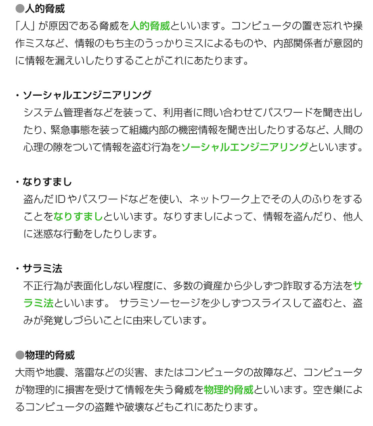 ●人的脅威
「人」が原因である脅威を人的脅威といいます。コンピュータの置き忘れや操
作ミスなど、情報のもち主のうっかりミスによるものや、内部関係者が意図的
に情報を漏えいしたりすることがこれにあたります。
・ソーシャルエンジニアリング
システム管理者などを装って、利用者に問い合わせてパスワードを聞き出し
たり、緊急事態を装って組織内部の機密情報を聞き出したりするなど、人間の
心理の隙をついて情報を盗む行為をソーシャルエンジニアリングといいます。
・なりすまし
盗んだIDやパスワードなどを使い、ネットワーク上でその人のふりをする
ことをなりすましといいます。なりすましによって、情報を盗んだり、他人
に迷惑な行動をしたりします。
・サラミ法
不正行為が表面化しない程度に、多数の資産から少しずつ詐取する方法をサ
ラミ法といいます。 サラミソーセージを少しずつスライスして盗むと、盗
みが発覚しづらいことに由来しています。
●物理的脅威
大雨や地震、落雷などの災害、またはコンピュータの故障など、コンピュータ
が物理的に損害を受けて情報を失う脅威を物理的脅威といいます。空き巣によ
るコンピュータの盗難や破壊などもこれにあたります。